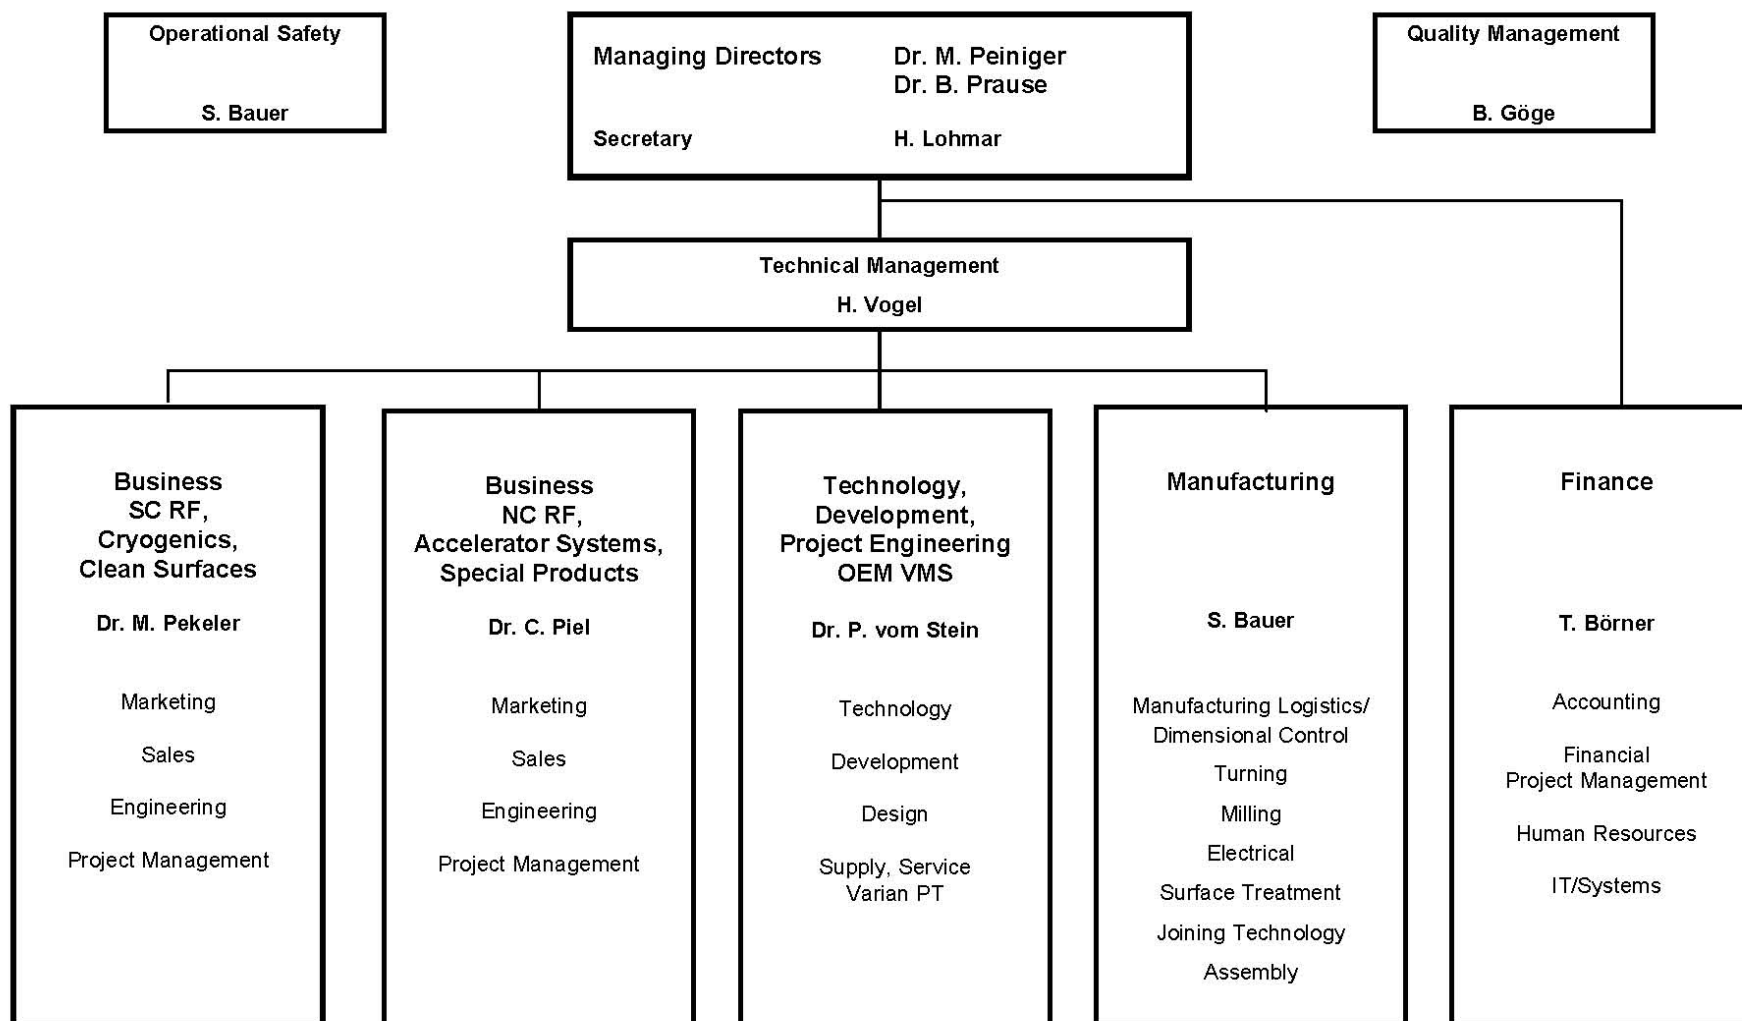 Operational Safety
S. Bauer
Managing Directors Dr. M. Peiniger
Dr. B. Prause
Secretary H. Lohmar
Quality Management
B. Göge
Technical Management
H. Vogel
Business
SC RF,
Cryogenics,
Clean Surfaces
Dr. M. Pekeler
Marketing
Sales
Engineering
Project Management
Business
NC RF,
Accelerator Systems,
Special Products
Dr. C. Piel
Marketing
Sales
Engineering
Project Management
Technology,
Development,
Project Engineering
OEM VMS
Dr. P. vom Stein
Technology
Development
Design
Supply, Service
Varian PT
Manufacturing
S. Bauer
Manufacturing Logistics/
Dimensional Control
Turning
Milling
Electrical
Surface Treatment
Joining Technology
Assembly
Finance
T. Börner
Accounting
Financial
Project Management
Human Resources
IT/Systems